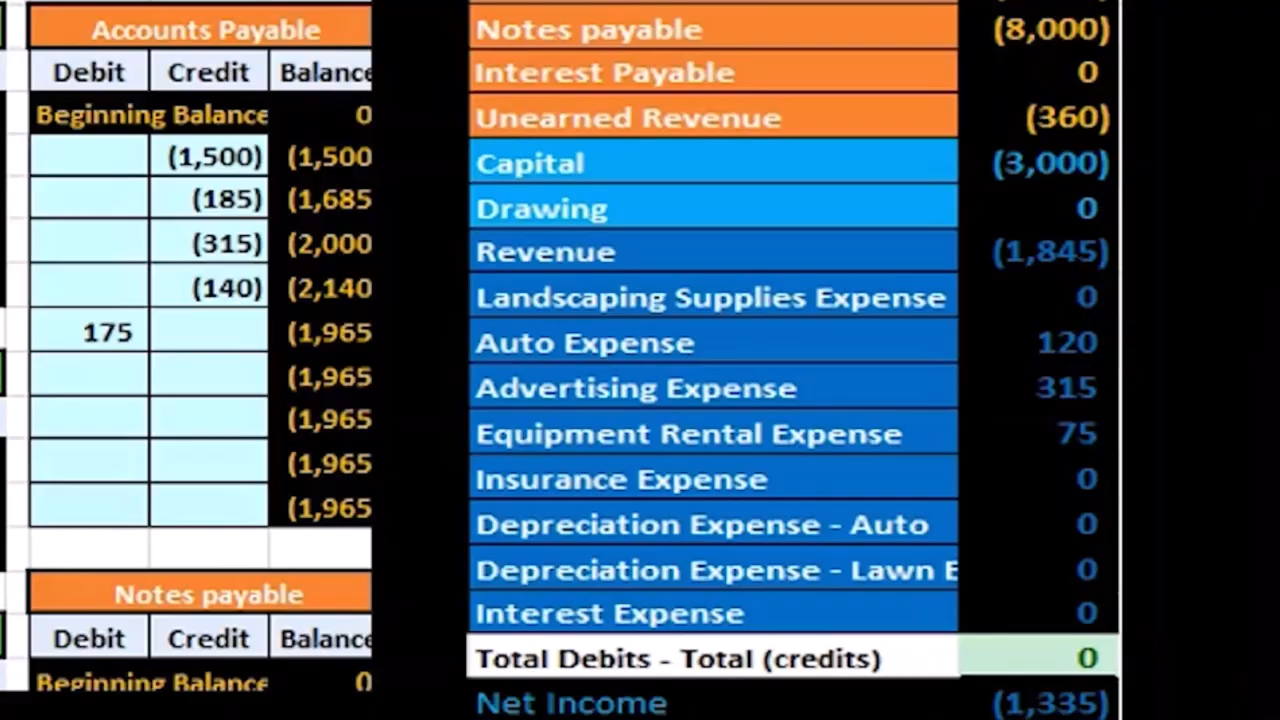 Accounts Payable
Debit Credit Balance
Beginning Balance 0
(1,500) (1,500
(185) (1,685
(315) (2,000
(140) (2,140
175 (1,965
(1,965
(1,965
(1,965
(1,965
Notes payable
Debit Credit Balance
Beginning Balance 0
Notes payable (8,000)
Interest Payable 0
Unearned Revenue (360)
Capital (3,000)
Drawing 0
Revenue (1,845)
Landscaping Supplies Expense 0
Auto Expense 120
Advertising Expense 315
Equipment Rental Expense 75
Insurance Expense 0
Depreciation Expense - Auto 0
Depreciation Expense - Lawn E 0
Interest Expense 0
Total Debits - Total (credits) 0
Net Income (1,335)